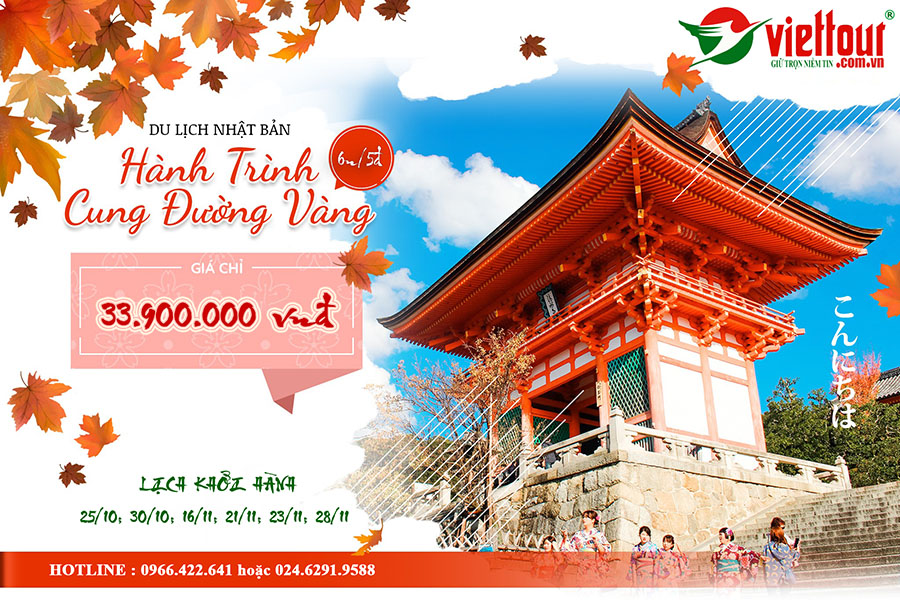 viettour®
GIỮ TRỌN NIỀM TIN .com.vn
DU LỊCH NHẬT BẢN
Hành Trình
Cung Đường Vàng
6n/5đ
GIÁ CHỈ
33.900.000 vnđ
こんにちは
LỊCH KHỞI HÀNH
25/10; 30/10; 16/11; 21/11; 23/11; 28/11
HOTLINE : 0966.422.641 hoặc 024.6291.9588